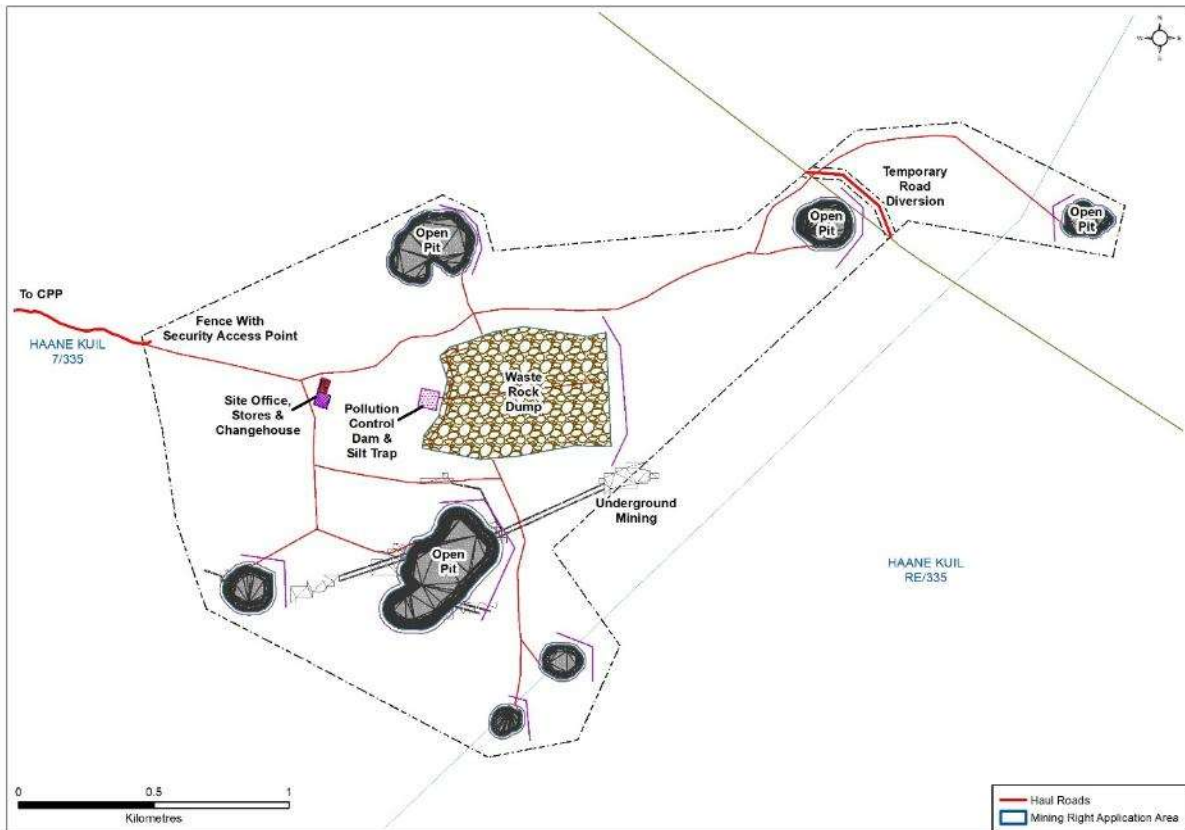 N
W
E
S
Temporary
Road
Diversion
Open
Pit
Open
Pit
Open
Pit
To CPP
HAANE KUIL
7/335
Fence With
Security Access Point
Site Office,
Stores &
Changehouse
Pollution
Control
Dam &
Silt Trap
Waste
Rock
Dump
Underground
Mining
Open
Pit
HAANE KUIL
RE/335
0
0.5
1
Kilometres
Haul Roads
Mining Right Application Area